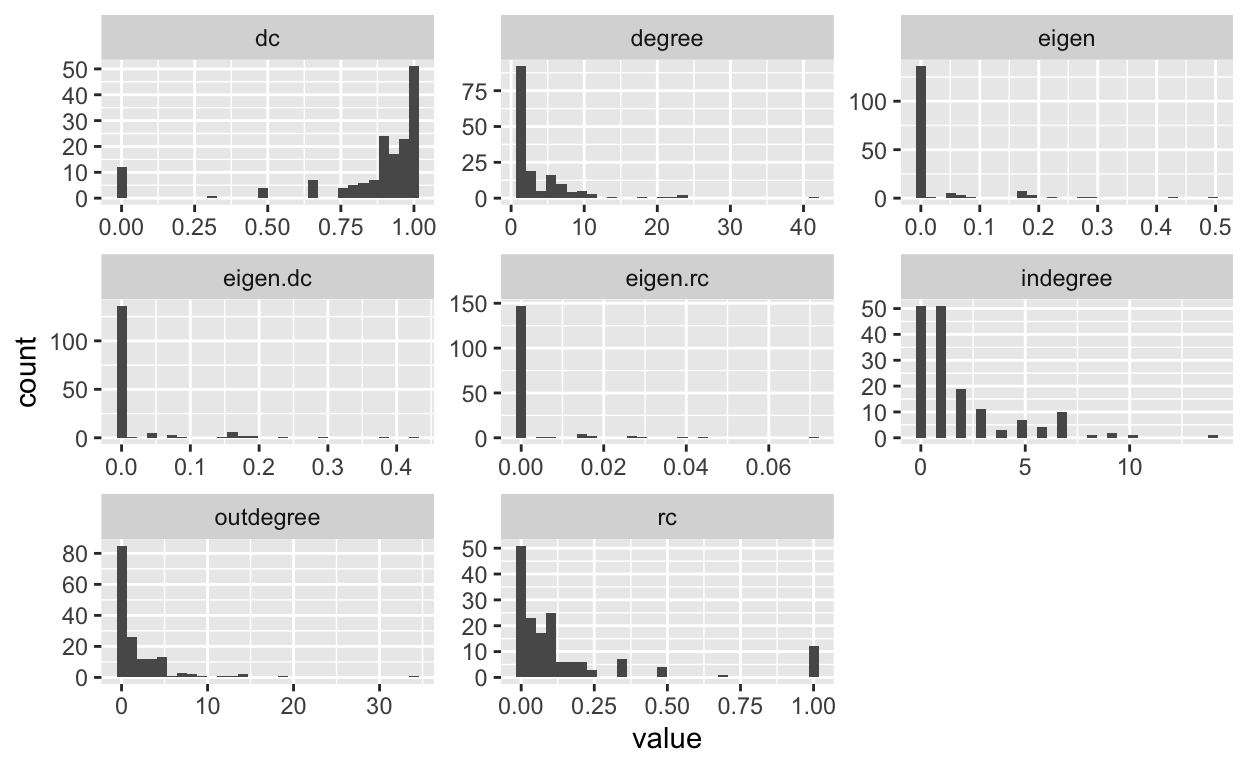 dc degree eigen
50 40 30 20 10 0
75 50 25 0
100 50 0
0.00 0.25 0.50 0.75 1.00
0 10 20 30 40
0.0 0.1 0.2 0.3 0.4 0.5
eigen.dc eigen.rc indegree
100 50 0
150 100 50 0
50 40 30 20 10 0
0.0 0.1 0.2 0.3 0.4
0.00 0.02 0.04 0.06
0 5 10
count
outdegree rc
80 60 40 20 0
50 40 30 20 10 0
0 10 20 30
0.00 0.25 0.50 0.75 1.00
value